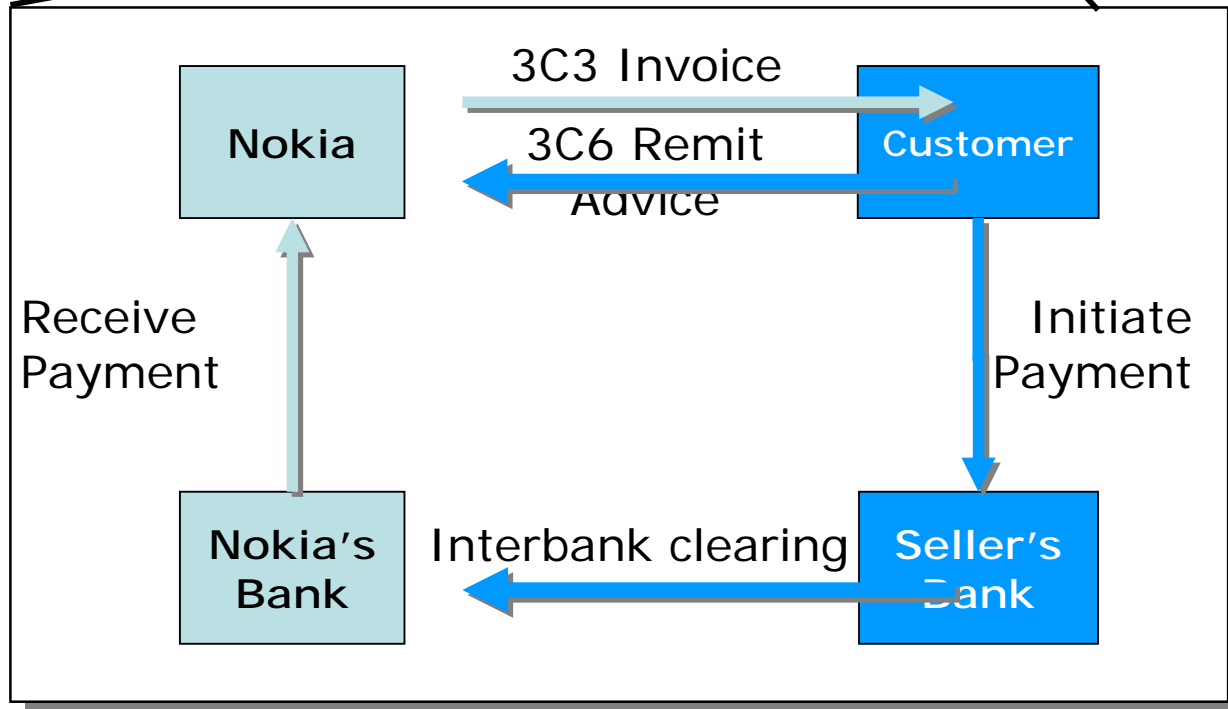 3C3 Invoice
Nokia
3C6 Remit
Advice
Customer
Receive
Payment
Initiate
Payment
Nokia's
Bank
Interbank clearing
Seller's
Bank